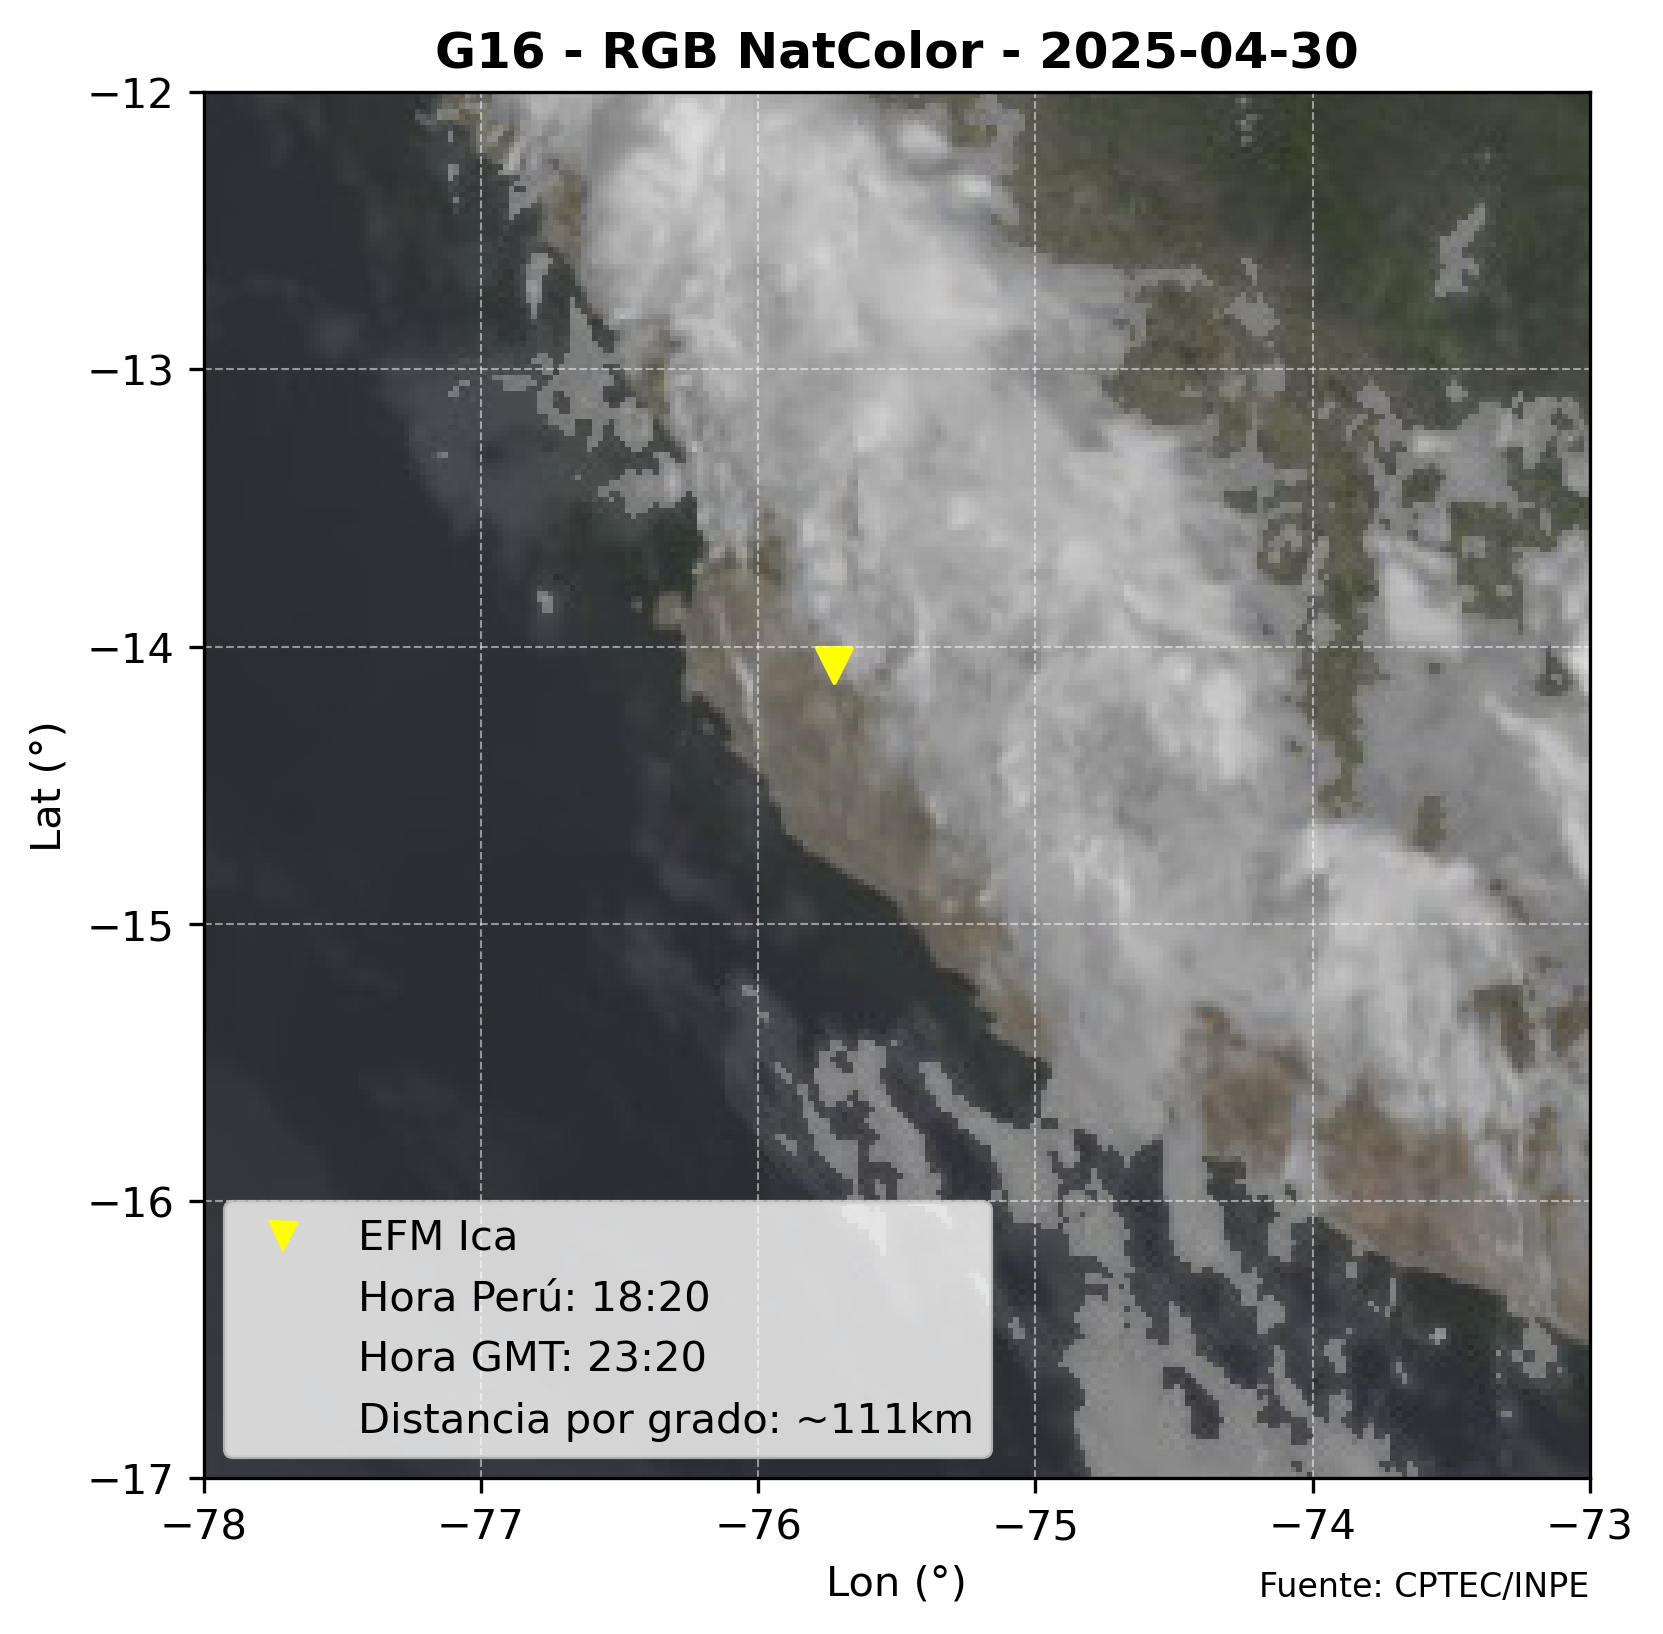 G16 - RGB NatColor - 2025-04-30
−12
−13
−14
−15
−16
−17
Lat (°)
EFM Ica
Hora Perú: 18:20
Hora GMT: 23:20
Distancia por grado: ~111km
−78 −77 −76 −75 −74 −73
Lon (°)
Fuente: CPTEC/INPE